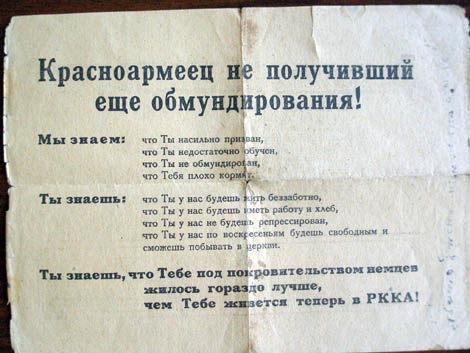 Красноармеец не получивший
еще обмундирования!
Мы знаем: что Ты насильно призван,
что Ты недостаточно обучен,
что Ты не обмундирован,
что Тебя плохо кормят.
Ты знаешь: что Ты у нас будешь жить беззаботно,
что Ты у нас будешь иметь работу и хлеб,
что Ты у нас не будешь репрессирован,
что Ты у нас по воскресеньям будешь свободным и
сможешь побывать в церкви.
Ты знаешь, что Тебе под покровительством немцев
жилось гораздо лучше,
чем Тебе живется теперь в РККА!